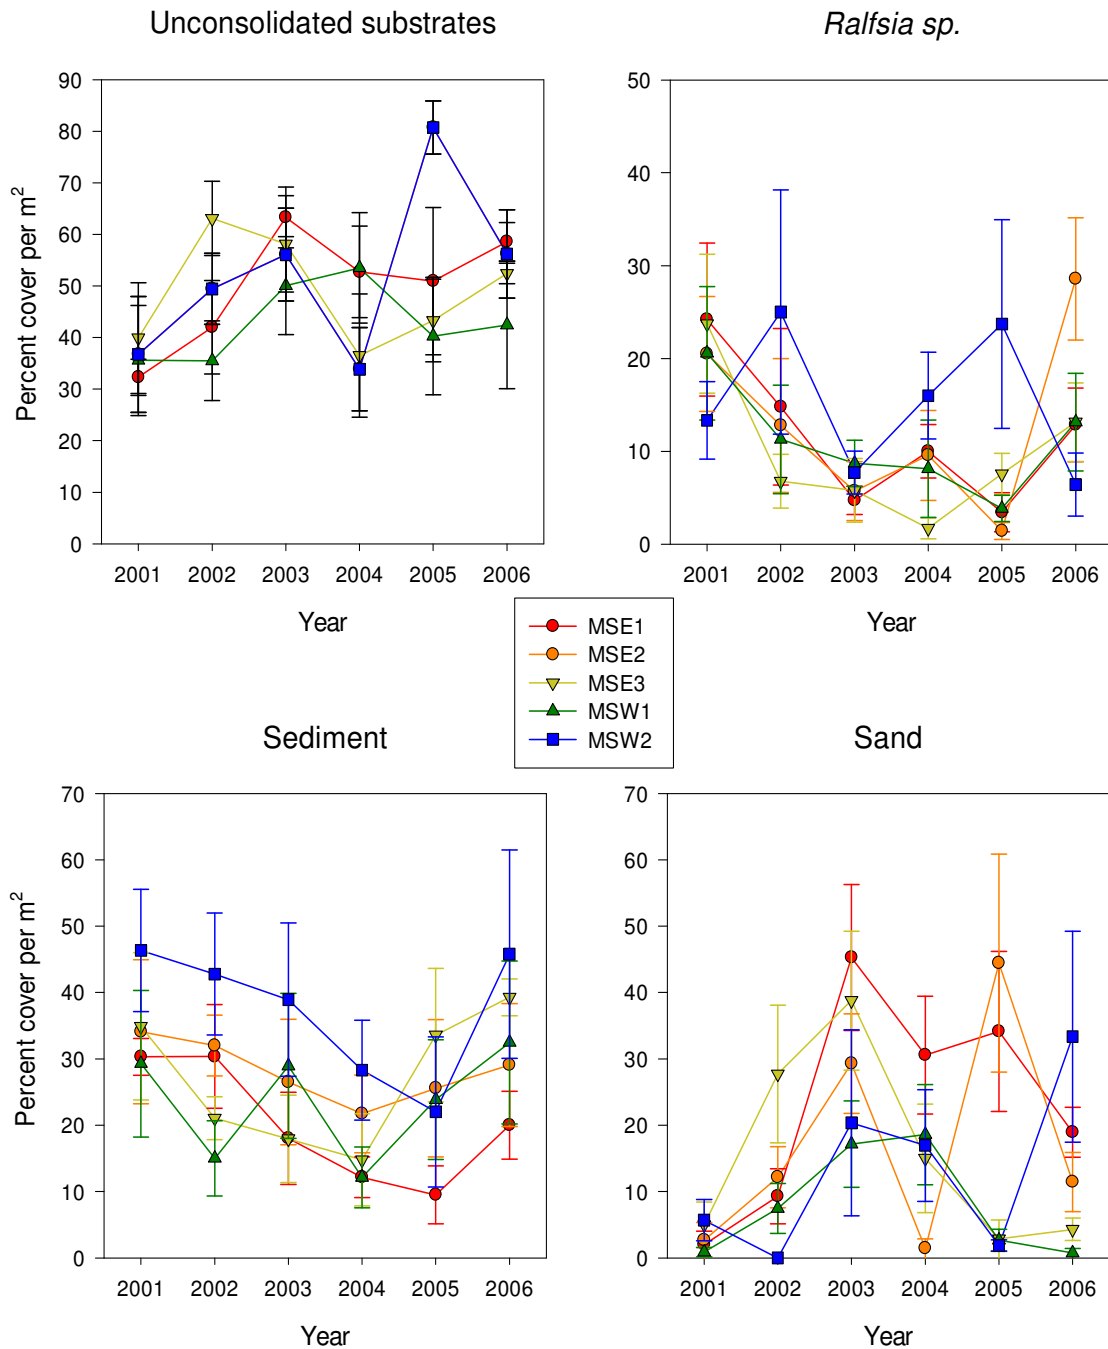 Unconsolidated substrates
Ralfsia sp.
90
80
70
60
50
40
30
20
10
0
Percent cover per m²
2001 2002 2003 2004 2005 2006
Year
50
40
30
20
10
0
2001 2002 2003 2004 2005 2006
Year
MSE1
MSE2
MSE3
MSW1
MSW2
Sediment
Sand
70
60
50
40
30
20
10
0
Percent cover per m²
2001 2002 2003 2004 2005 2006
Year
70
60
50
40
30
20
10
0
2001 2002 2003 2004 2005 2006
Year